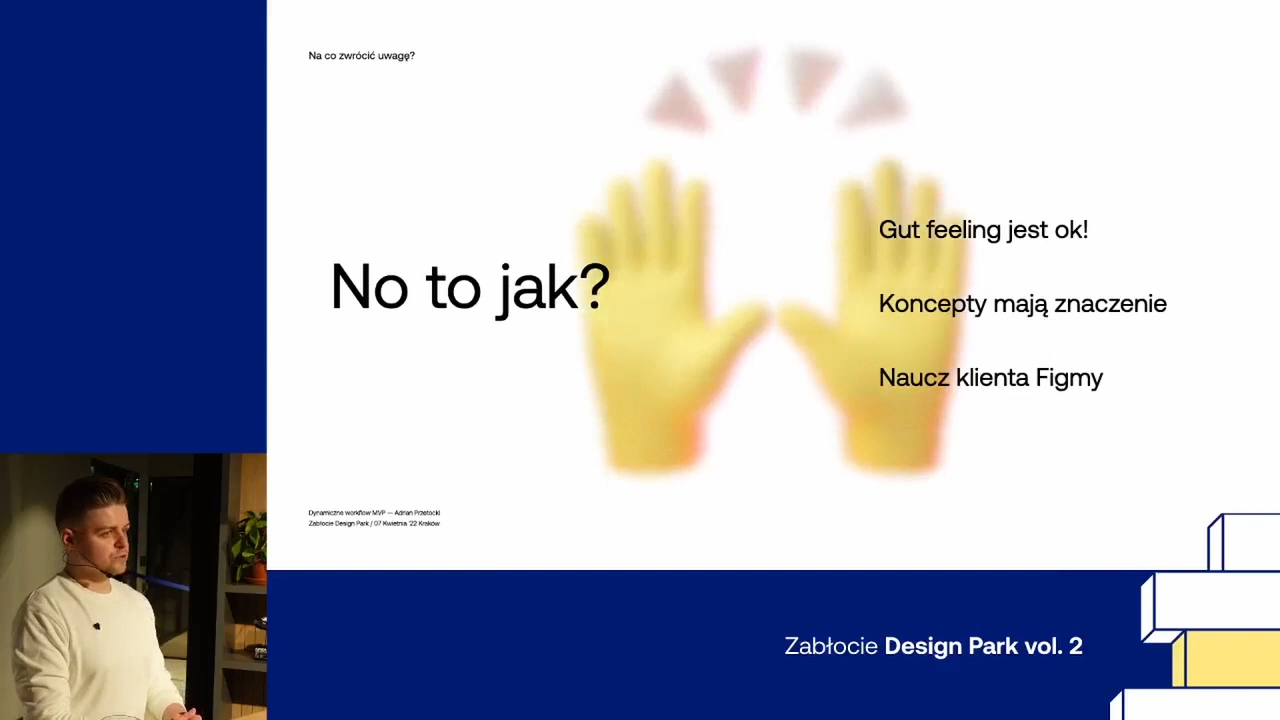 Na co zwrócić uwagę?
No to jak?
Gut feeling jest ok!
Koncepty mają znaczenie
Naucz klienta Figmy
Dynamiczne workflow MVP — Adrian Przetocki
Zabłocie Design Park / 07 Kwietnia '22 Kraków
Zabłocie Design Park vol. 2